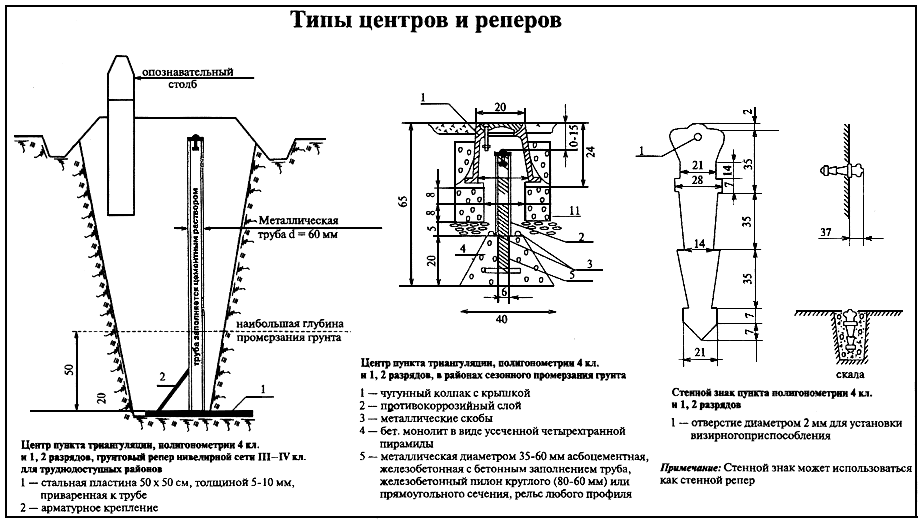 Типы центров и реперов
опознавательный
столб
труба заполняется цементным раствором
Металлическая
труба d = 60 мм
наибольшая глубина
промерзания грунта
50
20
2
1
Центр пункта триангуляции, полигонометрии 4 кл.
и 1, 2 разрядов, грунтовый репер нивелирной сети III—IV кл.
для труднодоступных районов
1 — стальная пластина 50 х 50 см, толщиной 5-10 мм,
приваренная к трубе
2 — арматурное крепление
1
20
10-15
24
65
8
8
5
20
11
2
4
3
5
6
40
Центр пункта триангуляции, полигонометрии 4 кл.
и 1, 2 разрядов, в районах сезонного промерзания грунта
1 — чугунный колпак с крышкой
2 — противокоррозийный слой
3 — металлические скобы
4 — бет. монолит в виде усеченной четырехгранной
пирамиды
5 — металлическая диаметром 35-60 мм асбоцементная,
железобетонная с бетонным заполнением труба,
железобетонный пилон круглого (80-60 мм) или
прямоугольного сечения, рельс любого профиля
2
1
35
21
14
28
7
35
14
35
7
7
21
37
скала
Стенной знак пункта полигонометрии 4 кл.
и 1, 2 разрядов
1 — отверстие диаметром 2 мм для установки
визирногоприспособления
Примечание: Стенной знак может использоваться
как стенной репер